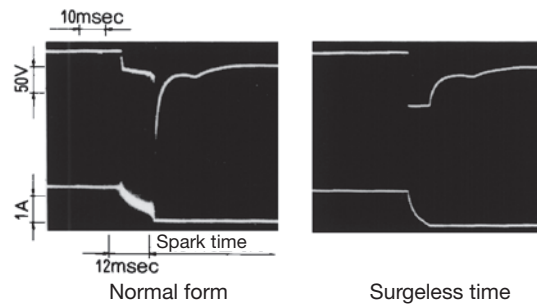 10msec
50V
1A
Spark time
12msec
Normal form
Surgeless time